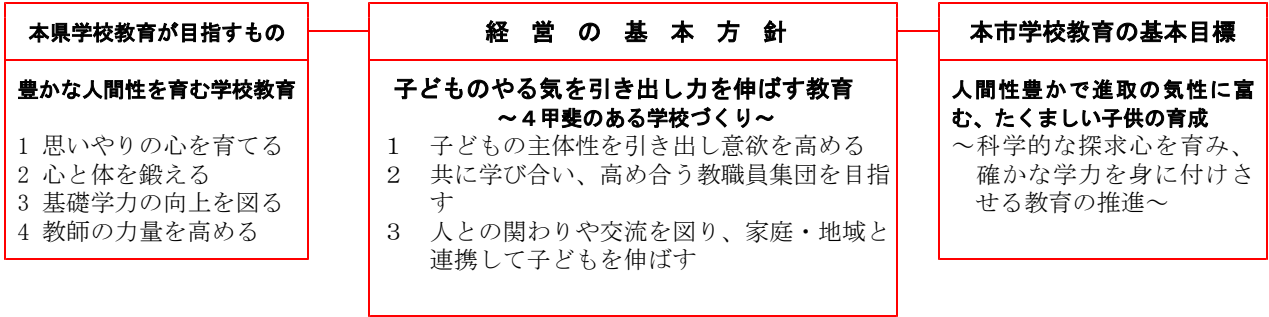 本県学校教育が目指すもの
豊かな人間性を育む学校教育
1 思いやりの心を育てる
2 心と体を鍛える
3 基礎学力の向上を図る
4 教師の力量を高める
経 営 の 基 本 方 針
子どものやる気を引き出し力を伸ばす教育
～４甲斐のある学校づくり～
１ 子どもの主体性を引き出し意欲を高める
２ 共に学び合い、高め合う教職員集団を目指
す
３ 人との関わりや交流を図り、家庭・地域と
連携して子どもを伸ばす
本市学校教育の基本目標
人間性豊かで進取の気性に富
む、たくましい子供の育成
～科学的な探求心を育み、
確かな学力を身に付けさ
せる教育の推進～